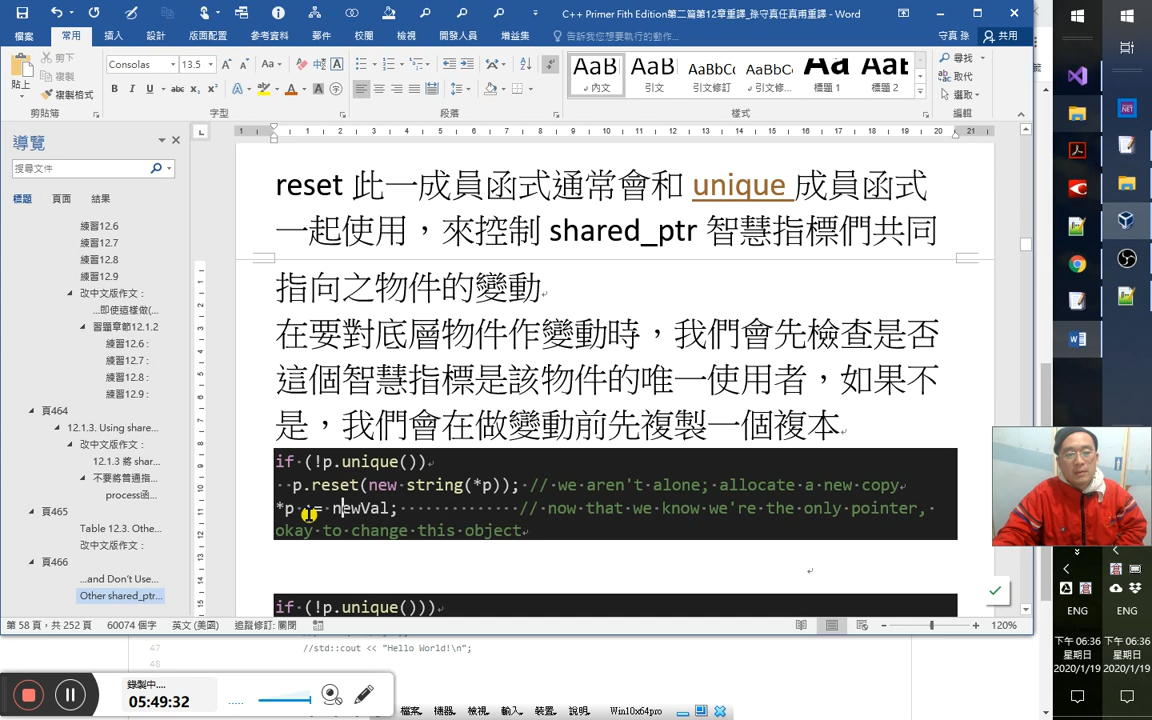 C++ Primer Fifth Edition第二篇第12章重譯_孫守真任真甫重譯 - Word
檔案 常用 插入 設計 版面配置 參考資料 郵件 校閱 檢視 開發人員 增益集 告訴我您想要執行的動作... 守真 孫 共用
貼上 剪下 複製 複製格式 剪貼簿
Consolas 13.5 字型
段落
AaB 內文 AaB 引文 AaBbCc 引文修訂 AaBbCc 引文修... Aa 標題 1 Aat 標題 2 樣式
尋找 取代 選取 編輯
導覽
搜尋文件
標題 頁面 結果
練習12.6
練習12.7
練習12.8
練習12.9
改中文版作文：
...即使這樣做(...
習題章節12.1.2
練習12.6：
練習12.7：
練習12.8：
練習12.9：
頁464
12.1.3. Using share...
改中文版作文：
12.1.3 將 shar...
不要將普通指...
process函...
頁465
Table 12.3. Othe...
改中文版作文：
頁466
...and Don't Use...
Other shared_ptr...
reset 此一成員函式通常會和 unique 成員函式
一起使用，來控制 shared_ptr 智慧指標們共同
指向之物件的變動
在要對底層物件作變動時，我們會先檢查是否
這個智慧指標是該物件的唯一使用者，如果不
是，我們會在做變動前先複製一個複本
if (!p.unique())
p.reset(new string(*p)); // we aren't alone; allocate a new copy
*p += newVal; // now that we know we're the only pointer,
okay to change this object
if (!p.unique()))
第 58 頁，共 252 頁 60074 個字 英文 (美國) 追蹤修訂: 關閉 120%
47 //std::cout << "Hello World!\n";
48
錄製中....
05:49:32
檔案 機器 檢視 輸入 裝置 說明 Win10x64pro
ENG ENG
下午 06:36 下午 06:36
星期日 星期日
2020/1/19 2020/1/19